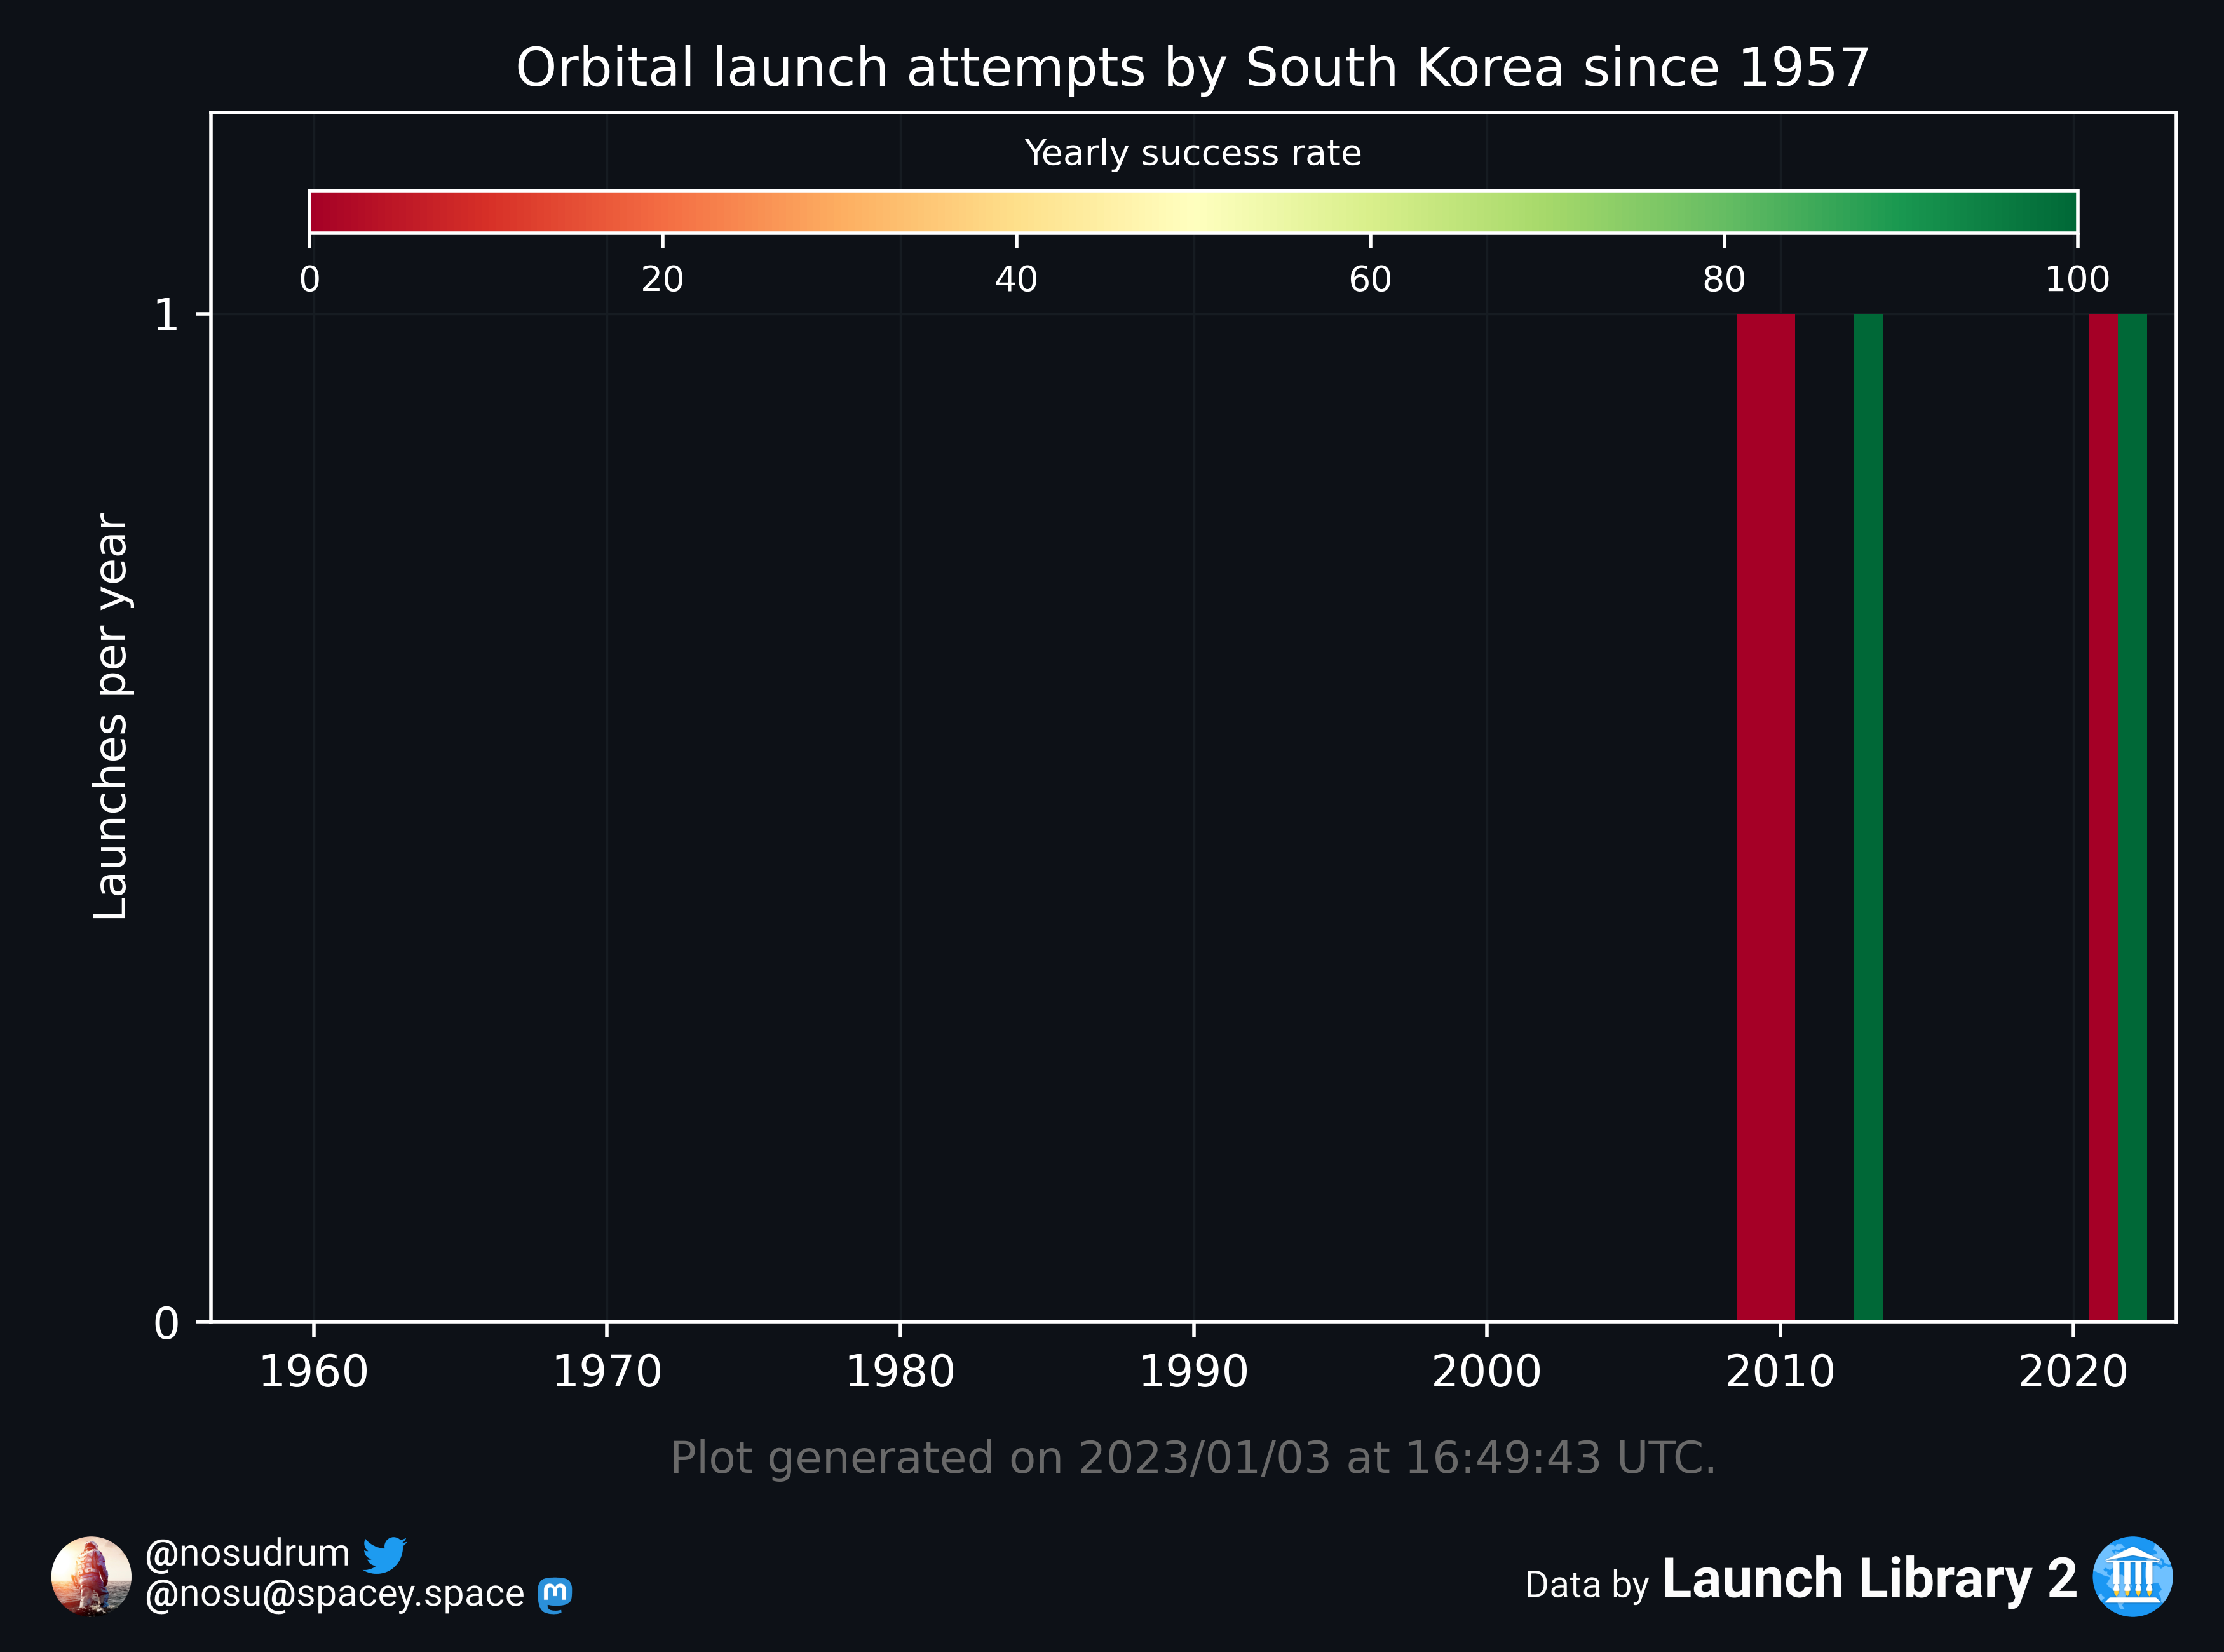 Orbital launch attempts by South Korea since 1957
Yearly success rate
0 20 40 60 80 100
1
Launches per year
0
1960 1970 1980 1990 2000 2010 2020
Plot generated on 2023/01/03 at 16:49:43 UTC.
@nosudrum
@nosu@spacey.space
Data by Launch Library 2